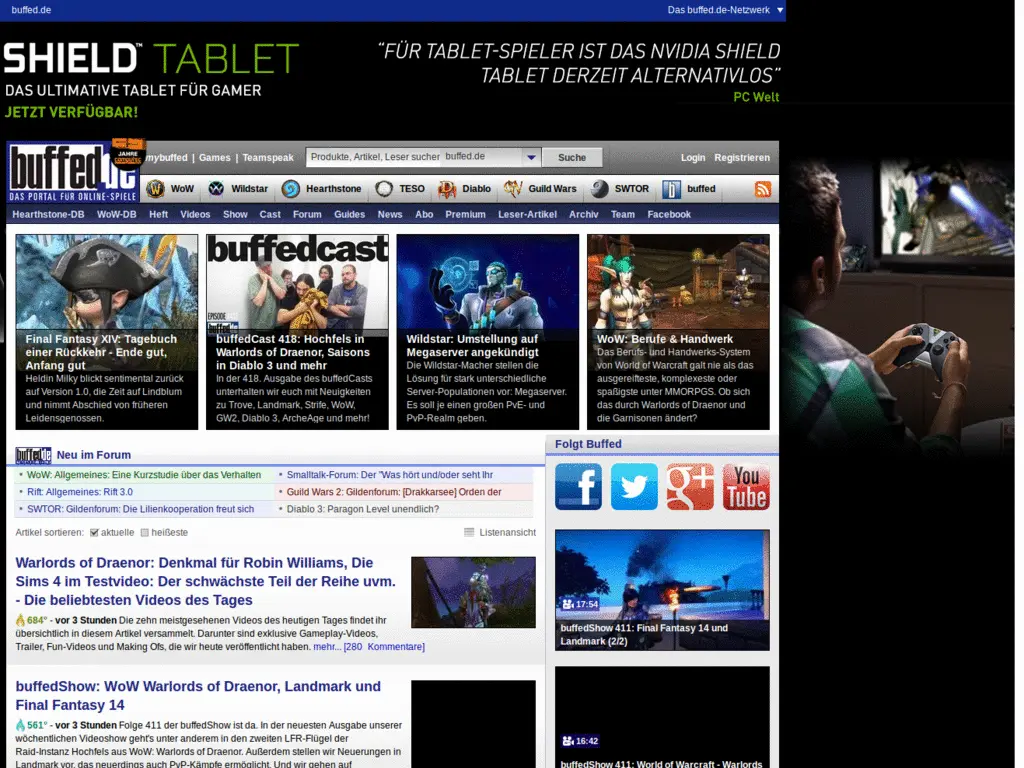 buffed.de
Das buffed.de-Netzwerk
SHIELD™ TABLET
DAS ULTIMATIVE TABLET FÜR GAMER
JETZT VERFÜGBAR!
“FÜR TABLET-SPIELER IST DAS NVIDIA SHIELD
TABLET DERZEIT ALTERNATIVLOS”
PC Welt
buffed.de
DAS PORTAL FÜR ONLINE-SPIELE
JAHRE
mybuffed | Games | Teamspeak
Produkte, Artikel, Leser suchen
buffed.de
Suche
Login Registrieren
WoW Wildstar Hearthstone TESO Diablo Guild Wars SWTOR buffed
Hearthstone-DB WoW-DB Heft Videos Show Cast Forum Guides News Abo Premium Leser-Artikel Archiv Team Facebook
Final Fantasy XIV: Tagebuch
einer Rückkehr - Ende gut,
Anfang gut
Heldin Milky blickt sentimental zurück
auf Version 1.0, die Zeit auf Lindblum
und nimmt Abschied von früheren
Leidensgenossen.
buffedcast
EPISODE
buffedCast 418: Hochfels in
Warlords of Draenor, Saisons
in Diablo 3 und mehr
In der 418. Ausgabe des buffedCasts
unterhalten wir euch mit Neuigkeiten
zu Trove, Landmark, Strife, WoW,
GW2, Diablo 3, ArcheAge und mehr!
Wildstar: Umstellung auf
Megaserver angekündigt
Die Wildstar-Macher stellen die
Lösung für stark unterschiedliche
Server-Populationen vor: Megaserver.
Es soll je einen großen PvE- und
PvP-Realm geben.
WoW: Berufe & Handwerk
Das Berufs- und Handwerks-System
von World of Warcraft galt nie als das
ausgereifteste, komplexeste oder
spaßigste unter MMORPGS. Ob sich
das durch Warlords of Draenor und
die Garnisonen ändert?
buffed.de Neu im Forum
WoW: Allgemeines: Eine Kurzstudie über das Verhalten
Smalltalk-Forum: Der "Was hört und/oder seht Ihr
Rift: Allgemeines: Rift 3.0
Guild Wars 2: Gildenforum: [Drakkarsee] Orden der
SWTOR: Gildenforum: Die Lilienkooperation freut sich
Diablo 3: Paragon Level unendlich?
Artikel sortieren: aktuelle heißeste
Listenansicht
Warlords of Draenor: Denkmal für Robin Williams, Die
Sims 4 im Testvideo: Der schwächste Teil der Reihe uvm.
- Die beliebtesten Videos des Tages
684° - vor 3 Stunden Die zehn meistgesehenen Videos des heutigen Tages findet ihr
übersichtlich in diesem Artikel versammelt. Darunter sind exklusive Gameplay-Videos,
Trailer, Fun-Videos und Making Ofs, die wir heute veröffentlicht haben. mehr... [280 Kommentare]
buffedShow: WoW Warlords of Draenor, Landmark und
Final Fantasy 14
561° - vor 3 Stunden Folge 411 der buffedShow ist da. In der neuesten Ausgabe unserer
wöchentlichen Videoshow geht's unter anderem in den zweiten LFR-Flügel der
Raid-Instanz Hochfels aus WoW: Warlords of Draenor. Außerdem stellen wir Neuerungen in
Landmark vor, das neuerdings auch PvP-Kämpfe ermöglicht. Und wir gehen auf
Folgt Buffed
f
g+
You
Tube
17:54
buffedShow 411: Final Fantasy 14 und
Landmark (2/2)
16:42
buffedShow 411: World of Warcraft - Warlords